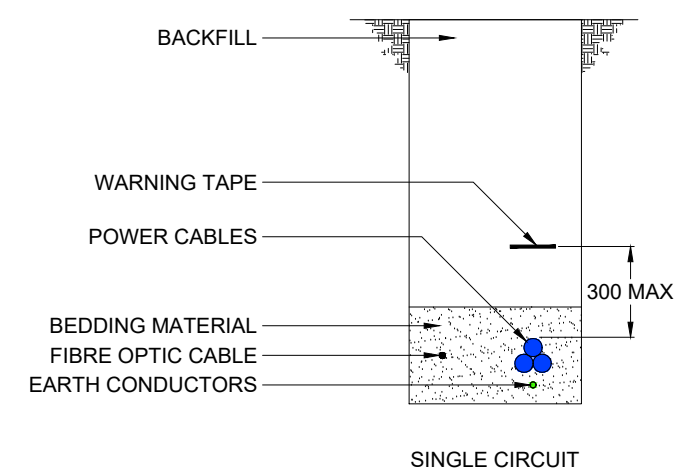 BACKFILL
WARNING TAPE
POWER CABLES
300 MAX
BEDDING MATERIAL
FIBRE OPTIC CABLE
EARTH CONDUCTORS
SINGLE CIRCUIT